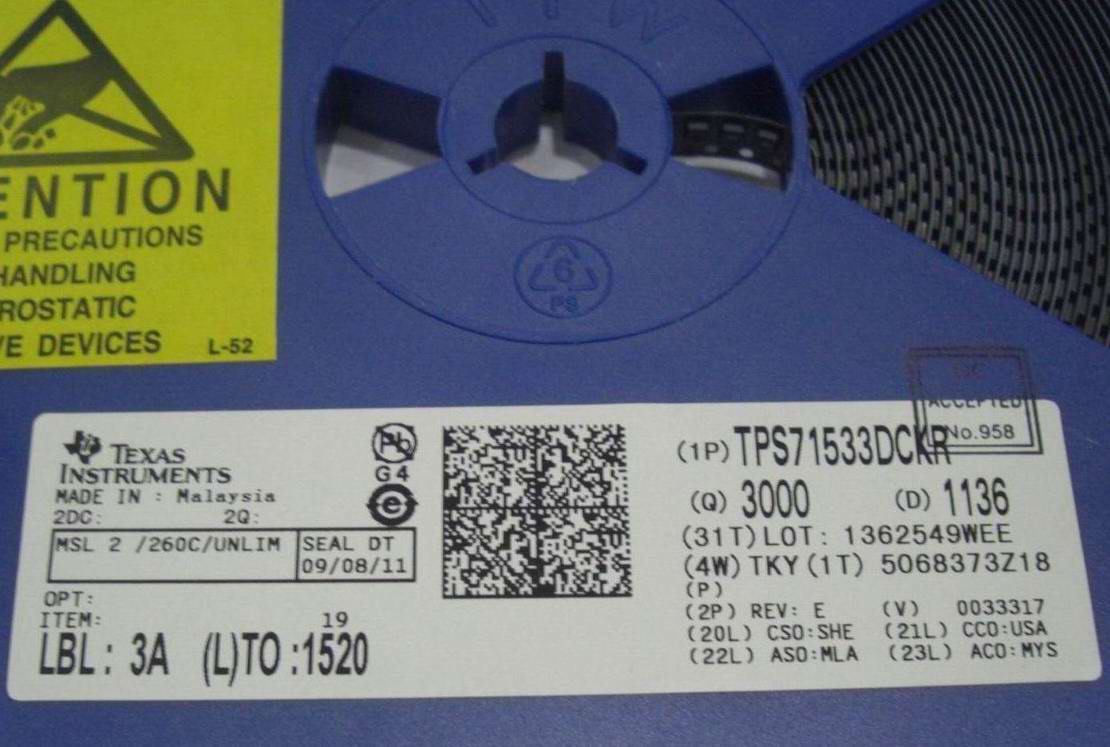 ENTION
PRECAUTIONS
HANDLING
ROSTATIC
VE DEVICES
L-52
6
PS
ACCEPTED
No.958
TEXAS
INSTRUMENTS
MADE IN : Malaysia
2DC: 2Q:
Pb
G4
e
MSL 2 /260C/UNLIM
SEAL DT
09/08/11
OPT:
ITEM: 19
LBL: 3A (L)TO:1520
(1P) TPS71533DCKR
(Q) 3000 (D) 1136
(31T)LOT: 1362549WEE
(4W) TKY(1T) 5068373Z18
(P)
(2P) REV: E (V) 0033317
(20L) CSO:SHE (21L) CCO:USA
(22L) ASO:MLA (23L) ACO:MYS